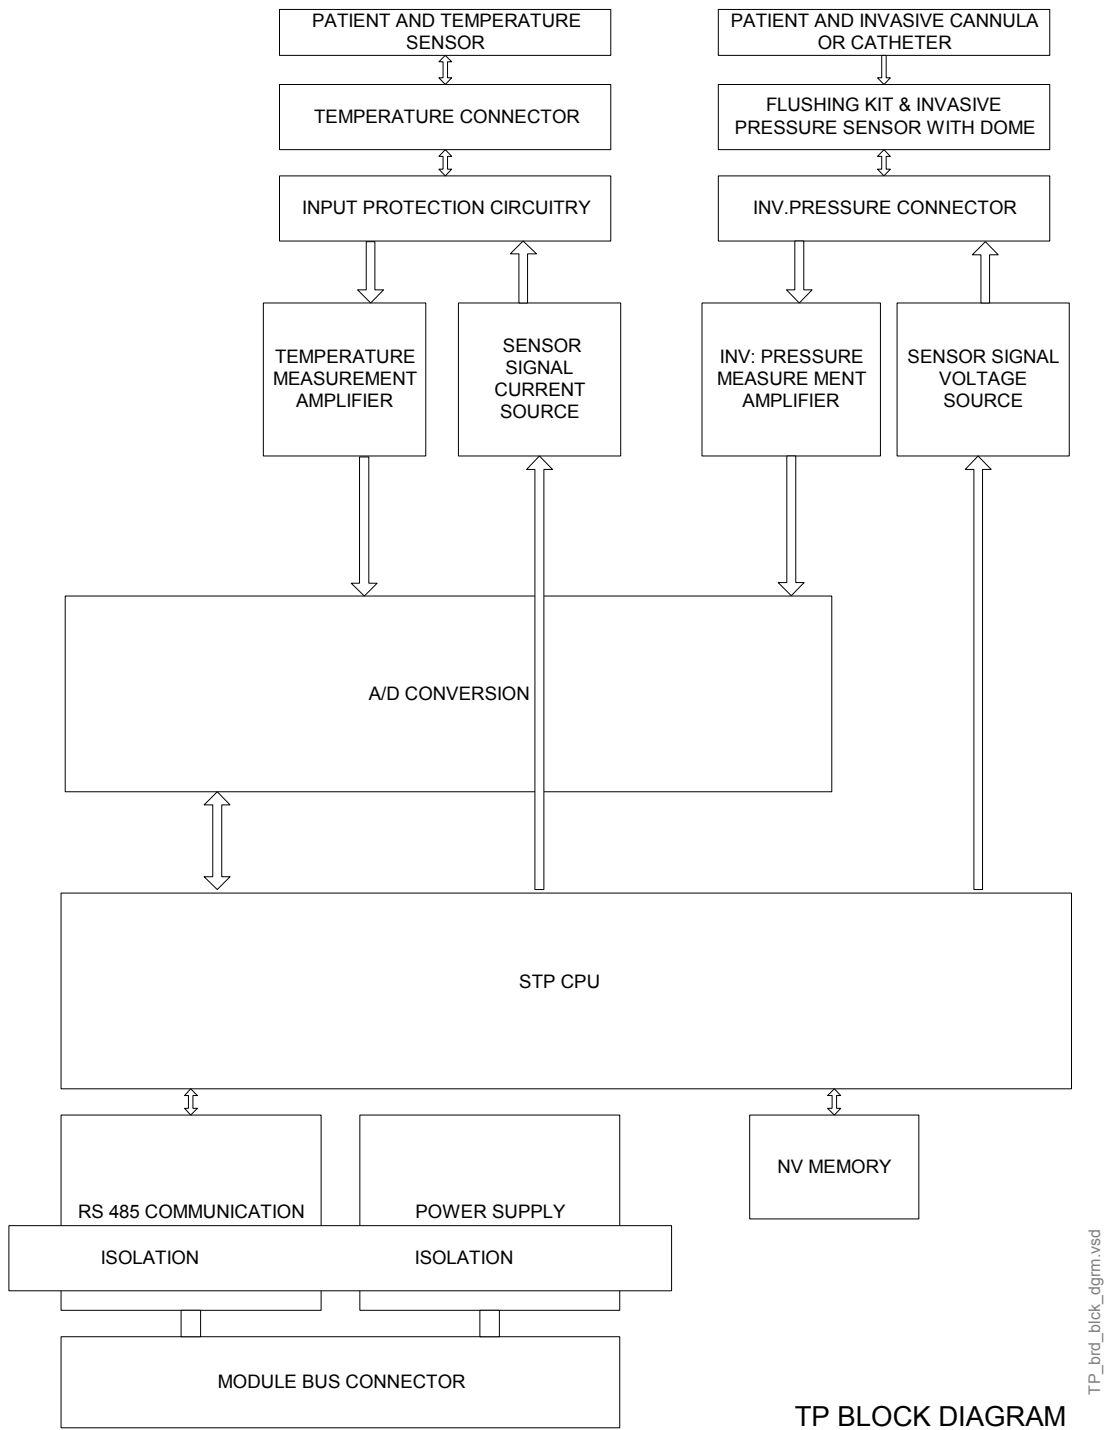 PATIENT AND TEMPERATURE
SENSOR
PATIENT AND INVASIVE CANNULA
OR CATHETER
TEMPERATURE CONNECTOR
FLUSHING KIT & INVASIVE
PRESSURE SENSOR WITH DOME
INPUT PROTECTION CIRCUITRY
INV.PRESSURE CONNECTOR
TEMPERATURE
MEASUREMENT
AMPLIFIER
SENSOR
SIGNAL
CURRENT
SOURCE
INV: PRESSURE
MEASURE MENT
AMPLIFIER
SENSOR SIGNAL
VOLTAGE
SOURCE
A/D CONVERSION
STP CPU
RS 485 COMMUNICATION
POWER SUPPLY
NV MEMORY
ISOLATION
ISOLATION
MODULE BUS CONNECTOR
TP BLOCK DIAGRAM
TP_brd_blck_dgrm.vsd